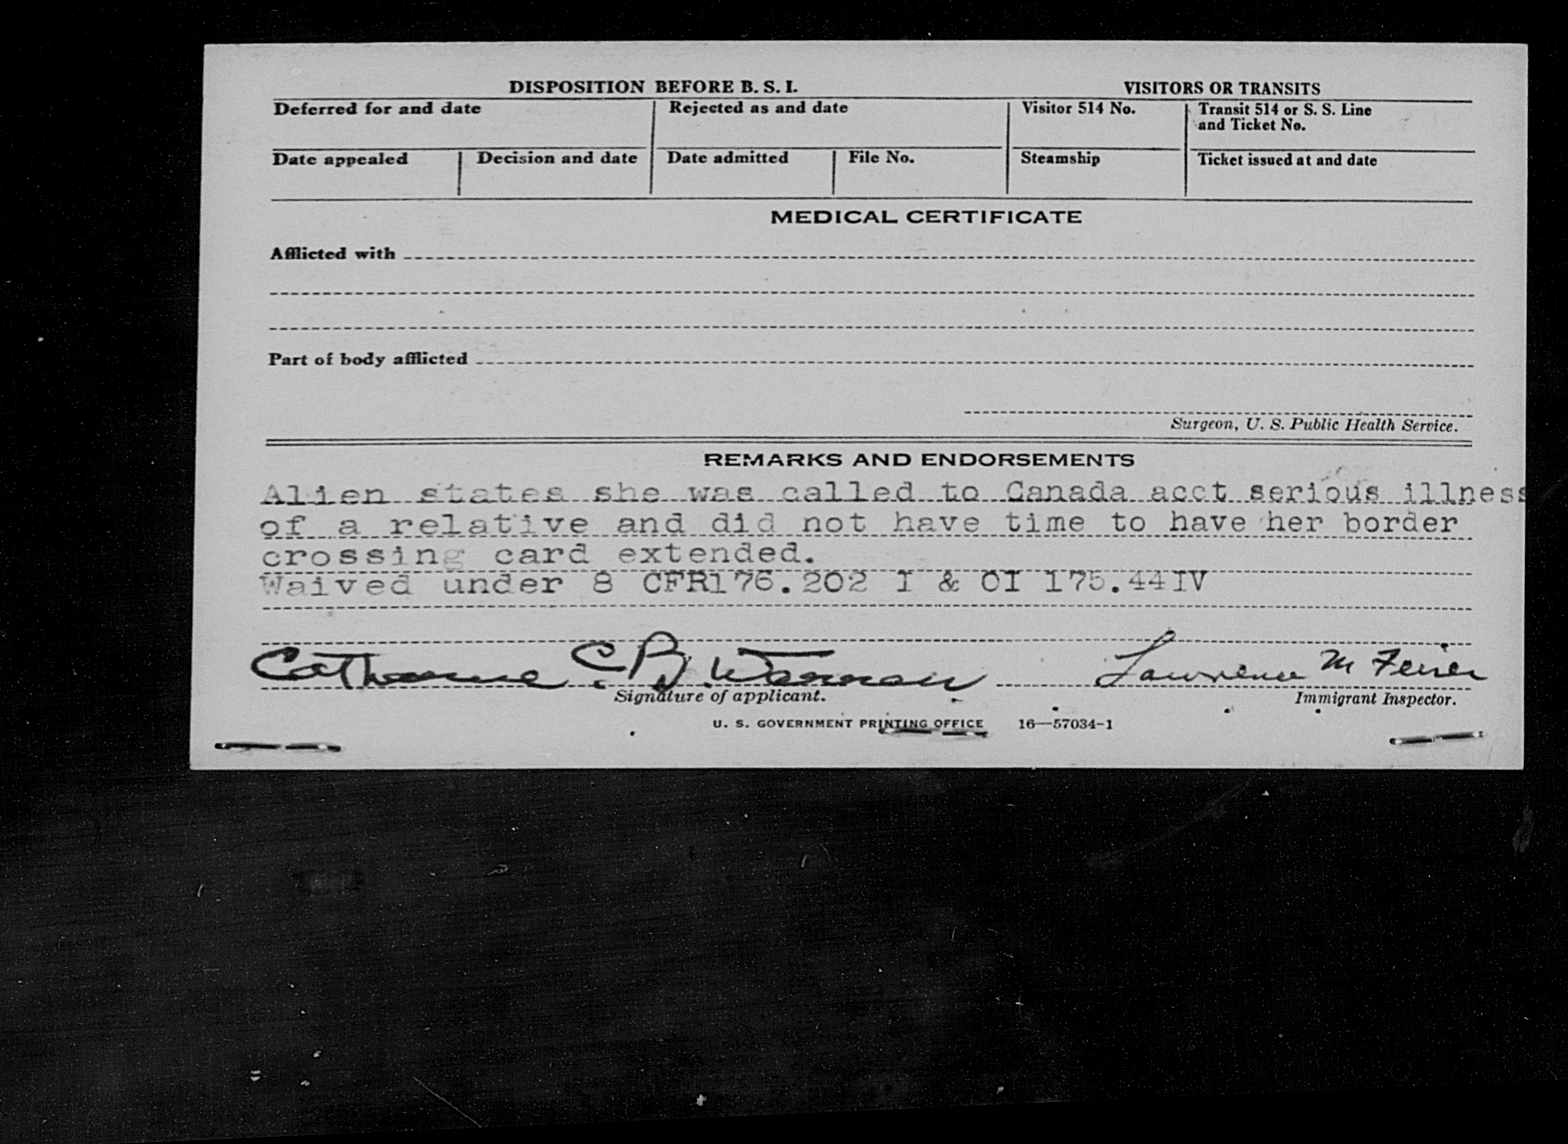 DISPOSITION BEFORE B. S. I.
VISITORS OR TRANSITS
Deferred for and date
Rejected as and date
Visitor 514 No.
Transit 514 or S. S. Line
and Ticket No.
Date appealed
Decision and date
Date admitted
File No.
Steamship
Ticket issued at and date
MEDICAL CERTIFICATE
Afflicted with
Part of body afflicted
Surgeon, U. S. Public Health Service.
REMARKS AND ENDORSEMENTS
Alien states she was called to Canada acct serious illness
of a relative and did not have time to have her border
crossing card extended.
Waived under 8 CFR176.202 I & OI 175.44IV
Catharine C. B.
Lawrence M
Signature of applicant.
Immigrant Inspector.
U. S. GOVERNMENT PRINTING OFFICE 16—57034-1